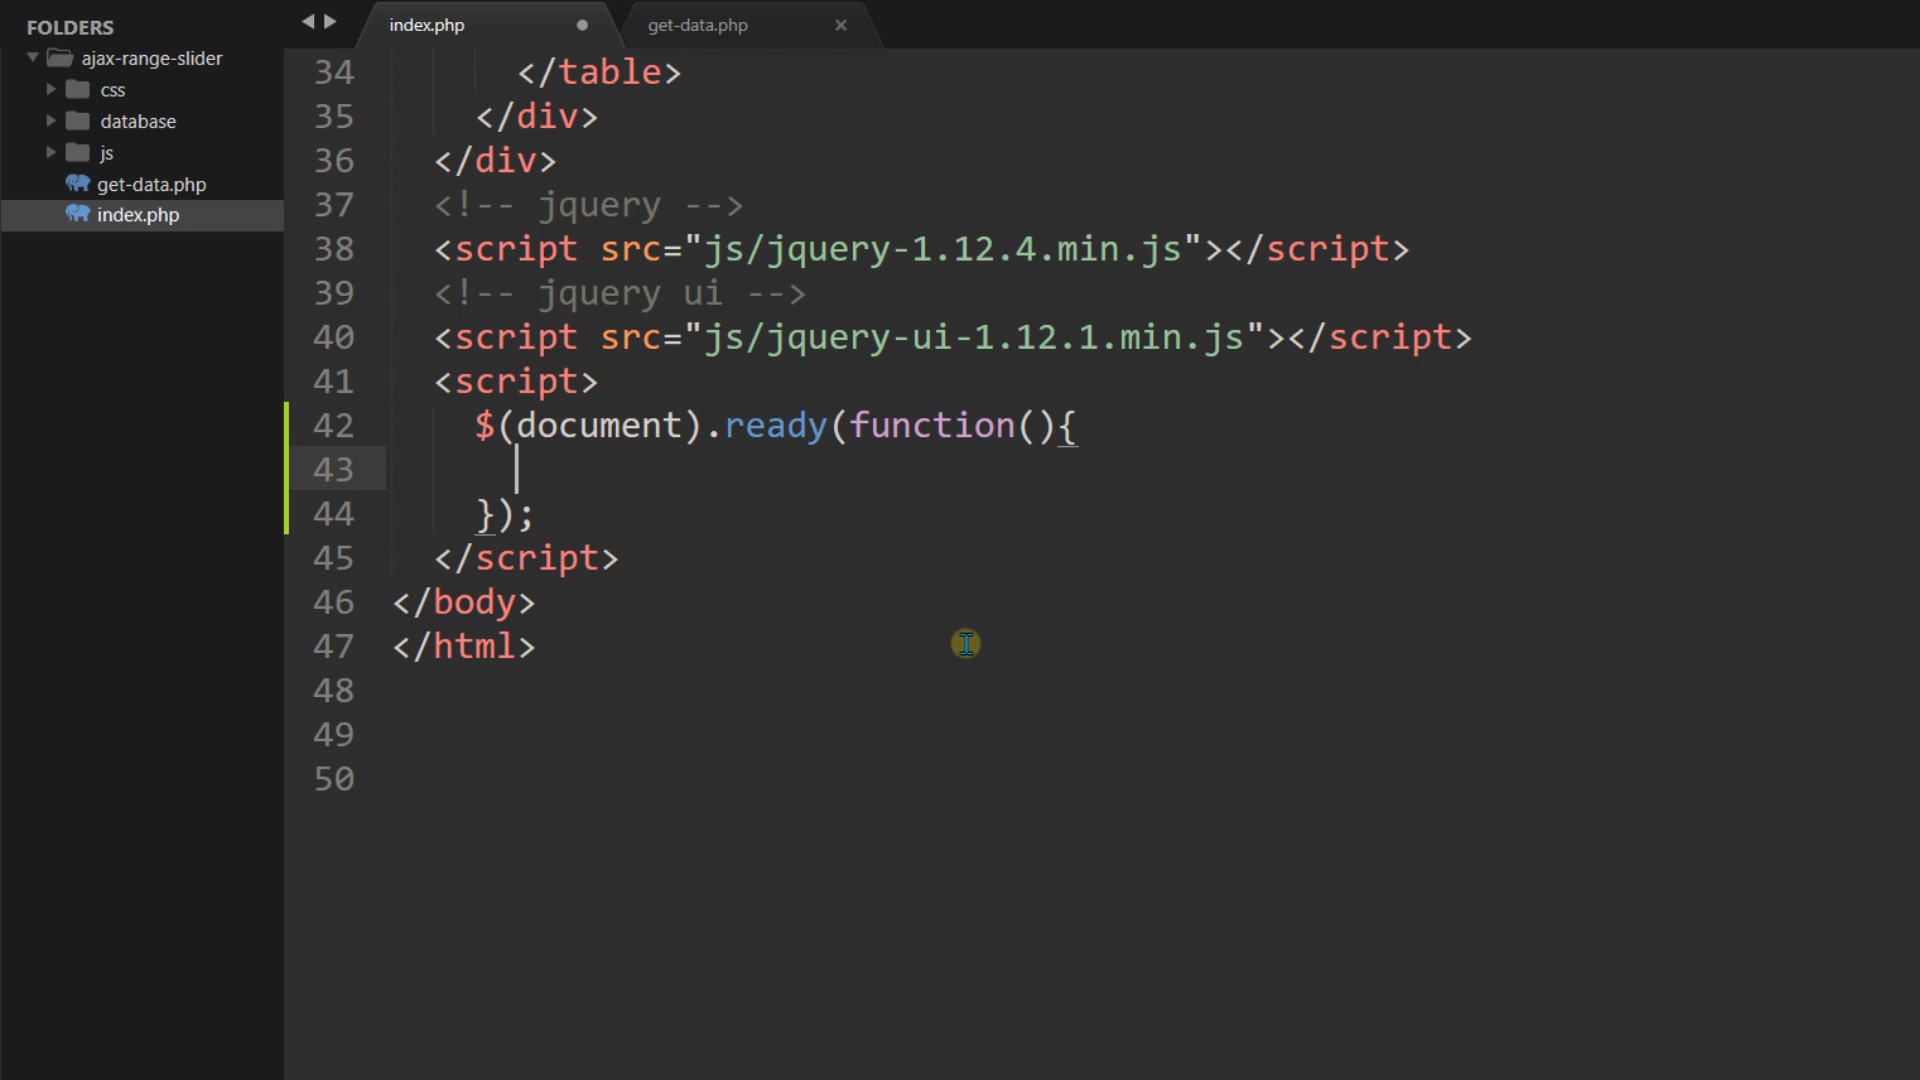 FOLDERS
ajax-range-slider
css
database
js
get-data.php
index.php
index.php
get-data.php
34 </table>
35 </div>
36 </div>
37 <!-- jquery -->
38 <script src="js/jquery-1.12.4.min.js"></script>
39 <!-- jquery ui -->
40 <script src="js/jquery-ui-1.12.1.min.js"></script>
41 <script>
42 $(document).ready(function(){
43
44 });
45 </script>
46 </body>
47 </html>
48
49
50